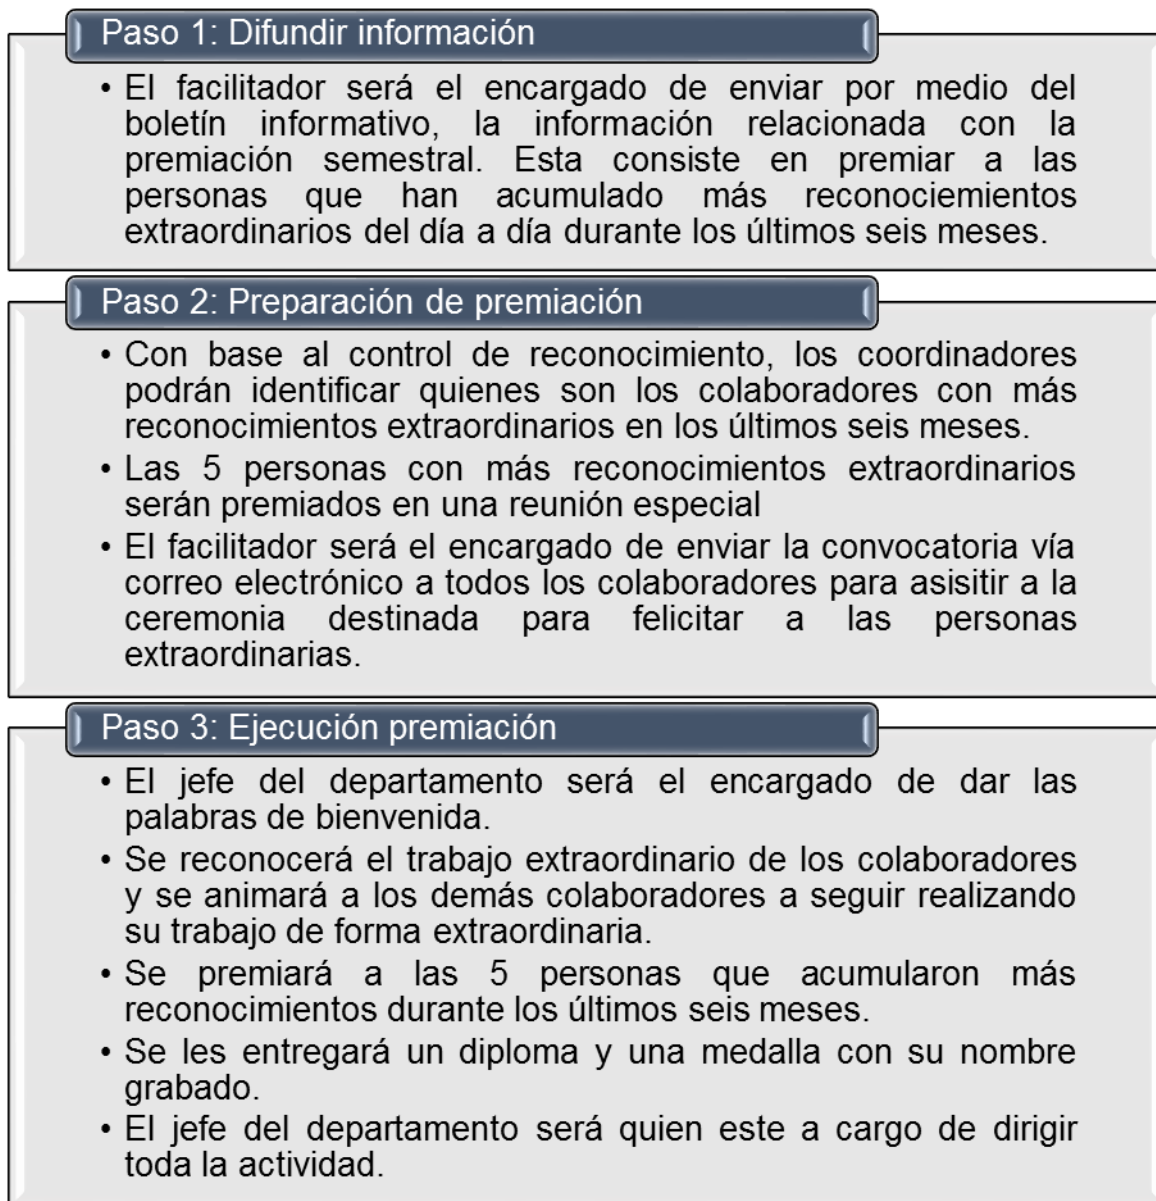 Paso 1: Difundir información
• El facilitador será el encargado de enviar por medio del
boletín informativo, la información relacionada con la
premiación semestral. Esta consiste en premiar a las
personas que han acumulado más reconociemientos
extraordinarios del día a día durante los últimos seis meses.
Paso 2: Preparación de premiación
• Con base al control de reconocimiento, los coordinadores
podrán identificar quienes son los colaboradores con más
reconocimientos extraordinarios en los últimos seis meses.
• Las 5 personas con más reconocimientos extraordinarios
serán premiados en una reunión especial
• El facilitador será el encargado de enviar la convocatoria vía
correo electrónico a todos los colaboradores para asisitir a la
ceremonia destinada para felicitar a las personas
extraordinarias.
Paso 3: Ejecución premiación
• El jefe del departamento será el encargado de dar las
palabras de bienvenida.
• Se reconocerá el trabajo extraordinario de los colaboradores
y se animará a los demás colaboradores a seguir realizando
su trabajo de forma extraordinaria.
• Se premiará a las 5 personas que acumularon más
reconocimientos durante los últimos seis meses.
• Se les entregará un diploma y una medalla con su nombre
grabado.
• El jefe del departamento será quien este a cargo de dirigir
toda la actividad.